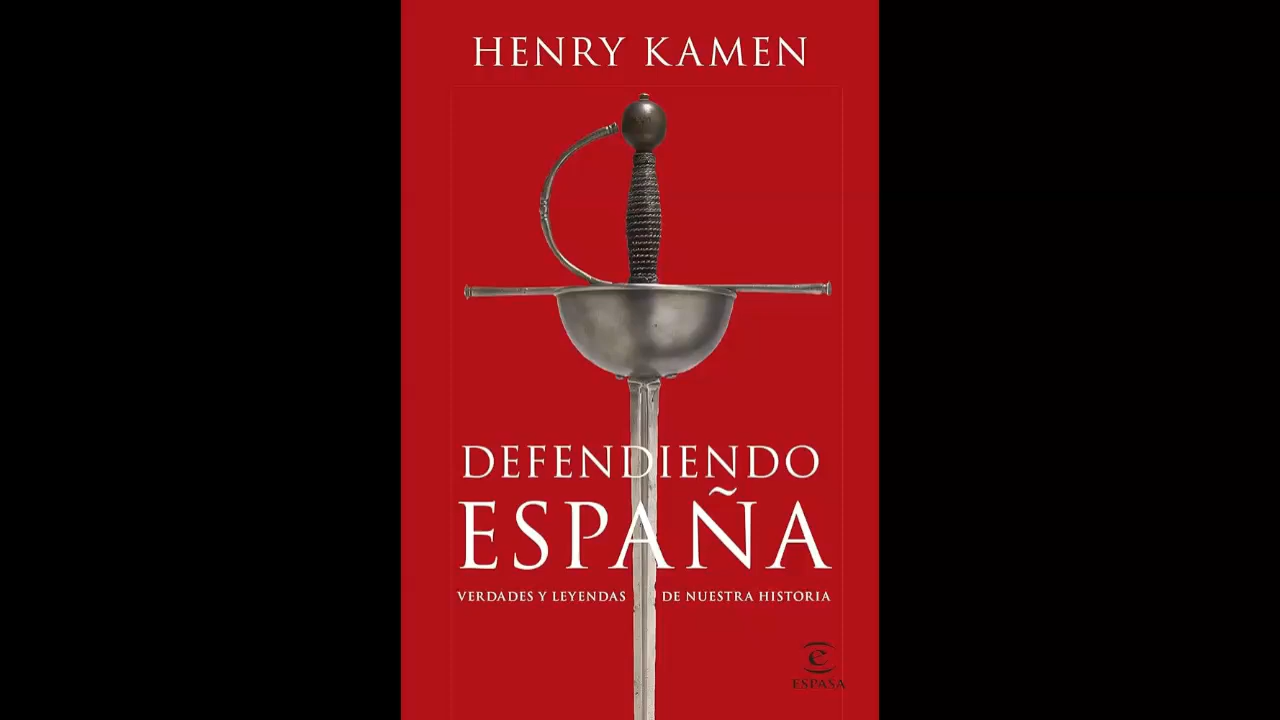 HENRY KAMEN
DEFENDIENDO
ESPAÑA
VERDADES Y LEYENDAS DE NUESTRA HISTORIA
e
ESPASA